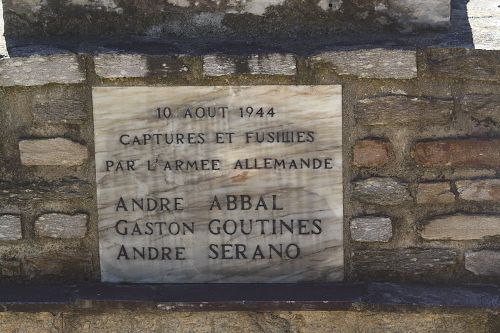 10 AOUT 1944
CAPTURES ET FUSILLES
PAR L'ARMEE ALLEMANDE
ANDRE ABBAL
GASTON GOUTINES
ANDRE SERANO